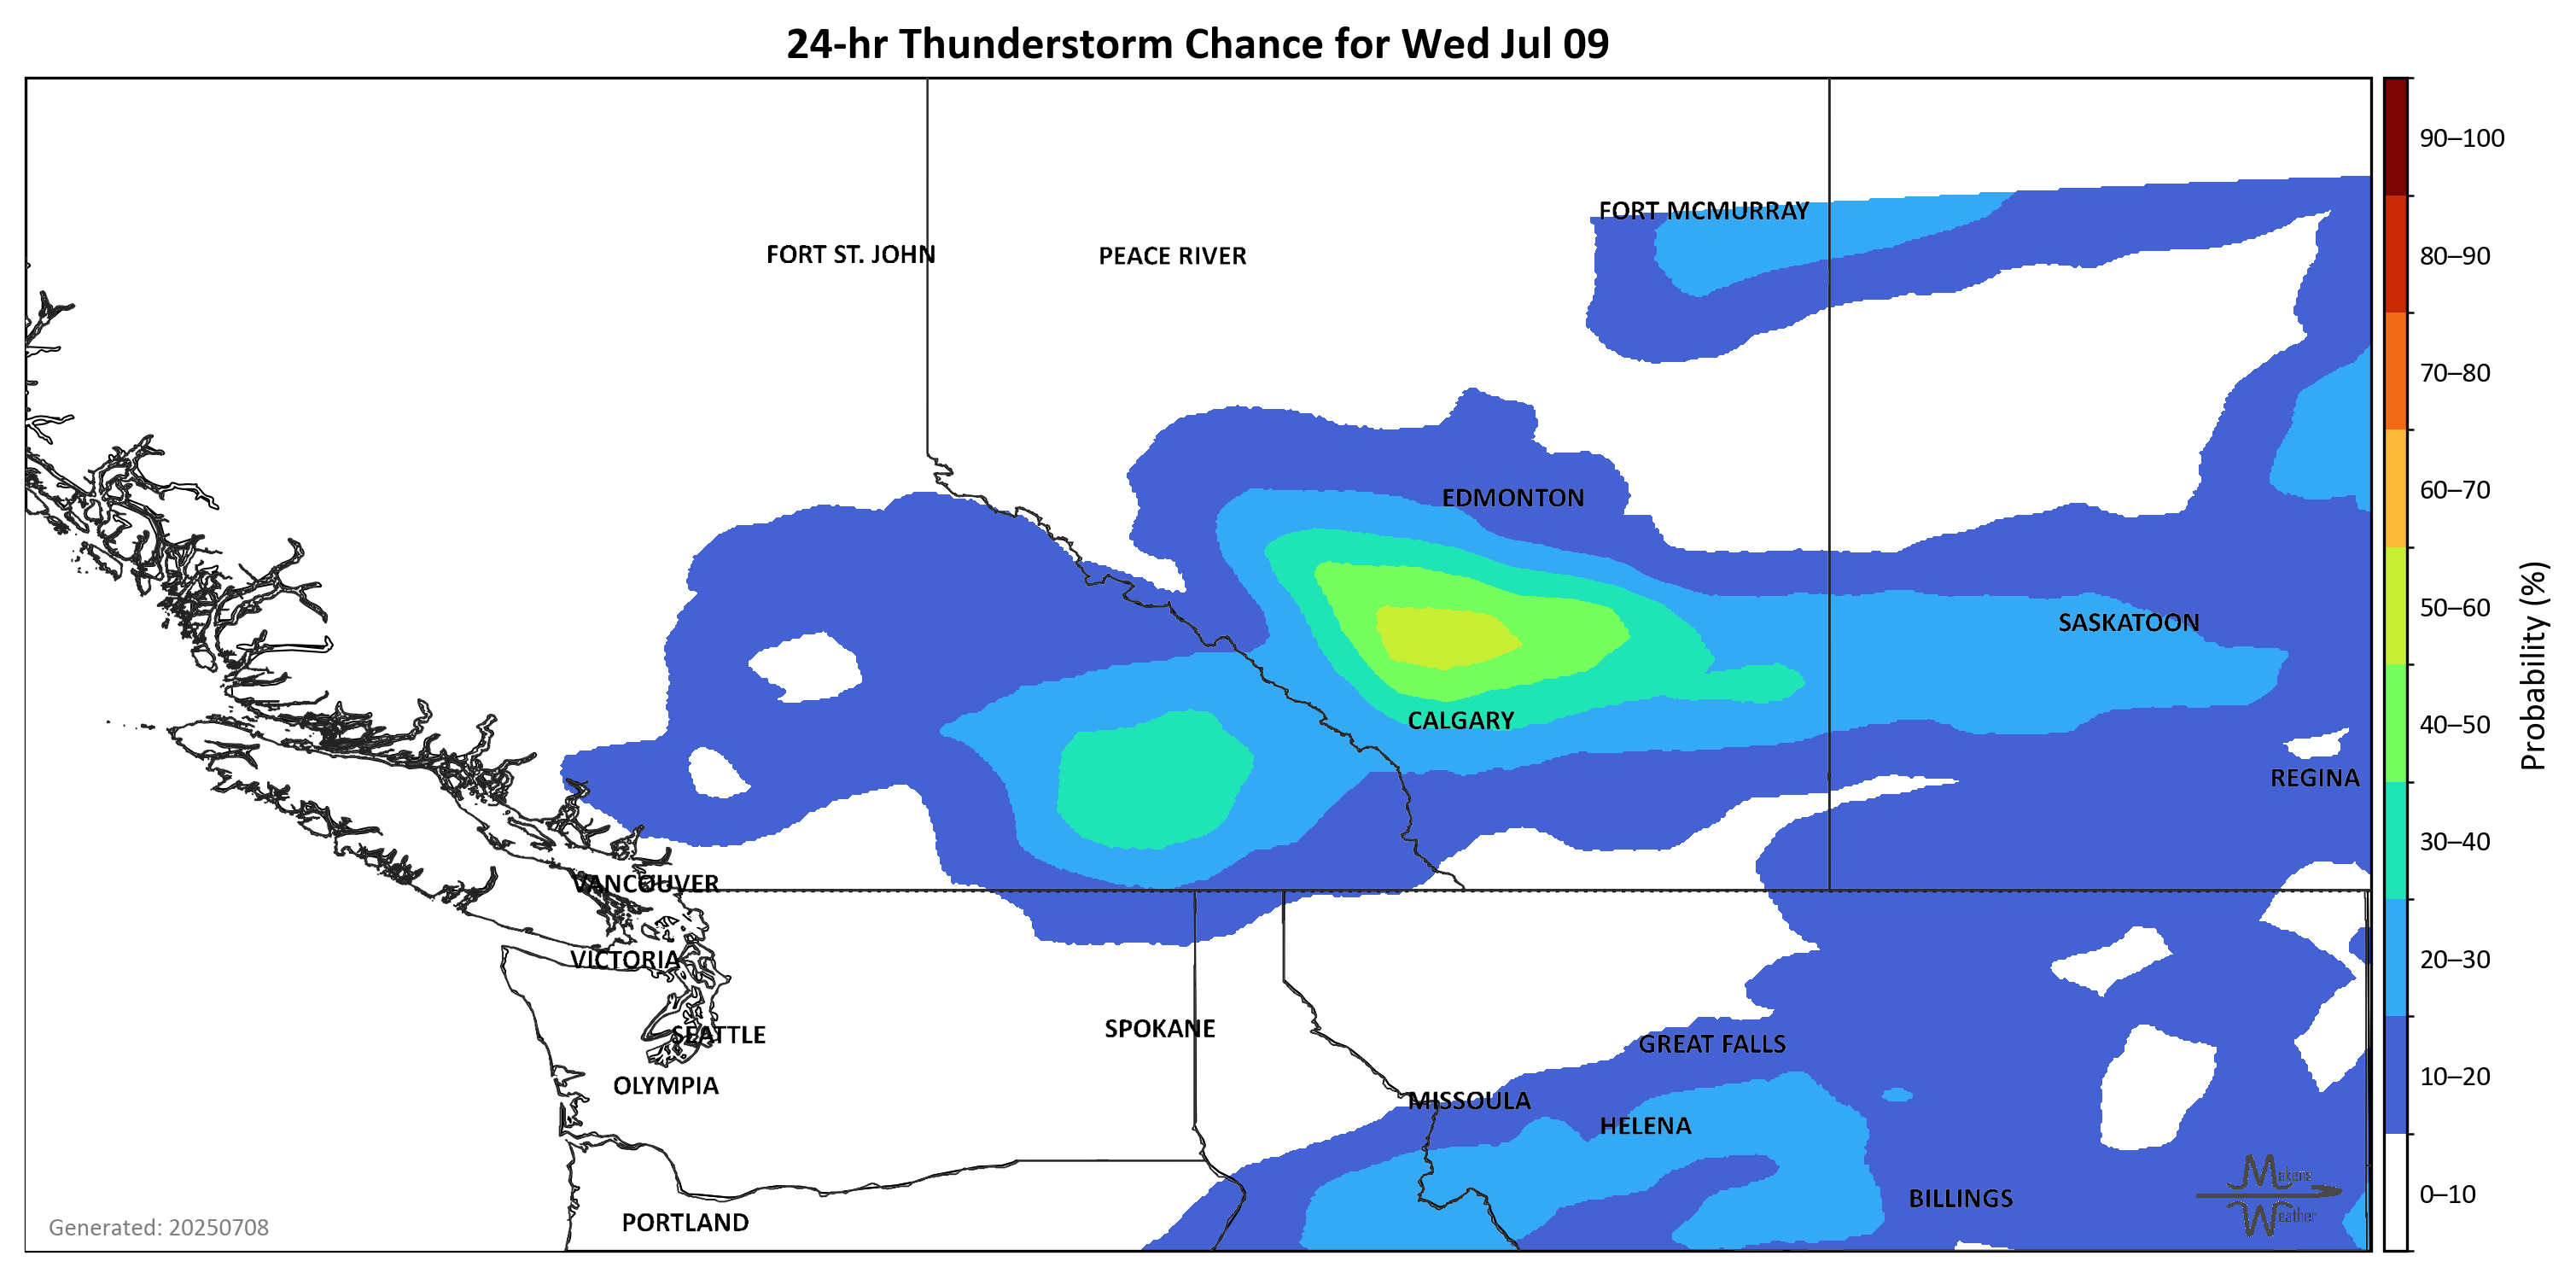 24-hr Thunderstorm Chance for Wed Jul 09
90–100
FORT MCMURRAY
FORT ST. JOHN
PEACE RIVER
80–90
70–80
EDMONTON
60–70
50–60
SASKATOON
CALGARY
40–50
Probability (%)
REGINA
30–40
VANCOUVER
VICTORIA
20–30
SPOKANE
SEATTLE
GREAT FALLS
OLYMPIA
10–20
MISSOULA
HELENA
Mekens
Weather
BILLINGS
0–10
PORTLAND
Generated: 20250708